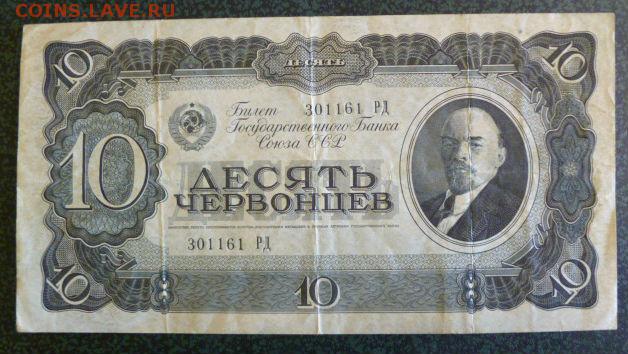 COINS.LAVE.RU
10
ДЕСЯТЬ
10
Билет 301161 РД
Государственного Банка
Союза ССР
10
ДЕСЯТЬ
ЧЕРВОНЦЕВ
301161 РД
10
10
10